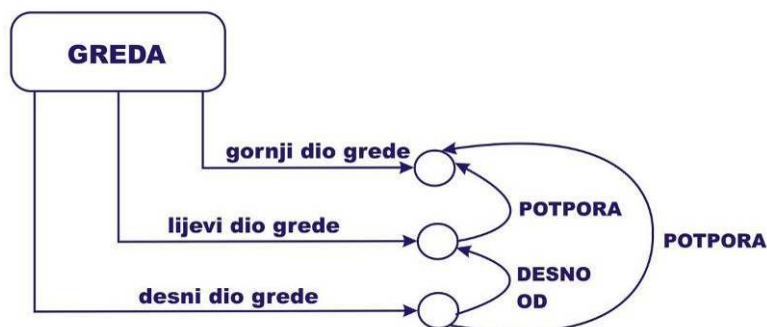 GREDA
gornji dio grede
POTPORA
lijevi dio grede
POTPORA
DESNO
OD
desni dio grede